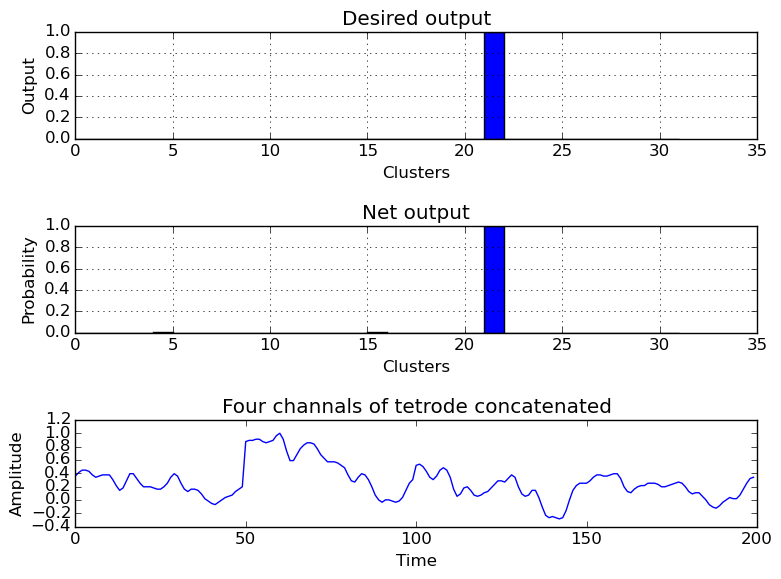 Desired output
1.0
0.8
0.6
0.4
0.2
0.0
Output
0 5 10 15 20 25 30 35
Clusters
Net output
1.0
0.8
0.6
0.4
0.2
0.0
Probability
0 5 10 15 20 25 30 35
Clusters
Four channals of tetrode concatenated
1.2
1.0
0.8
0.6
0.4
0.2
0.0
−0.2
−0.4
Amplitude
0 50 100 150 200
Time